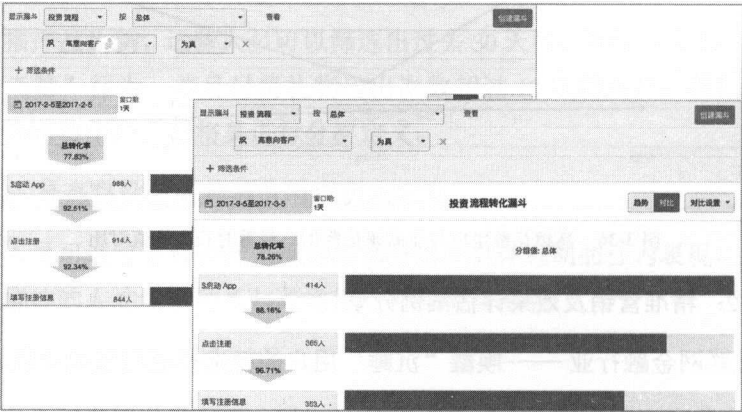 显示漏斗 投资 流程 按 总体 查看 创建漏斗
且 高意向客户 为真 ×
+ 筛选条件
2017-2-5至2017-2-5 窗口期: 1天
总转化率
77.83%
$启动 App 986人
92.51%
点击注册 914人
92.34%
填写注册信息 844人
显示漏斗 投资 流程 按 总体 查看 创建漏斗
且 高意向客户 为真 ×
+ 筛选条件
2017-3-5至2017-3-5 窗口期: 1天 投资 流程转化漏斗 趋势 对比 对比设置
总转化率
78.26%
分组值: 总体
$启动 App 414人
88.16%
点击注册 365人
96.71%
填写注册信息 353人